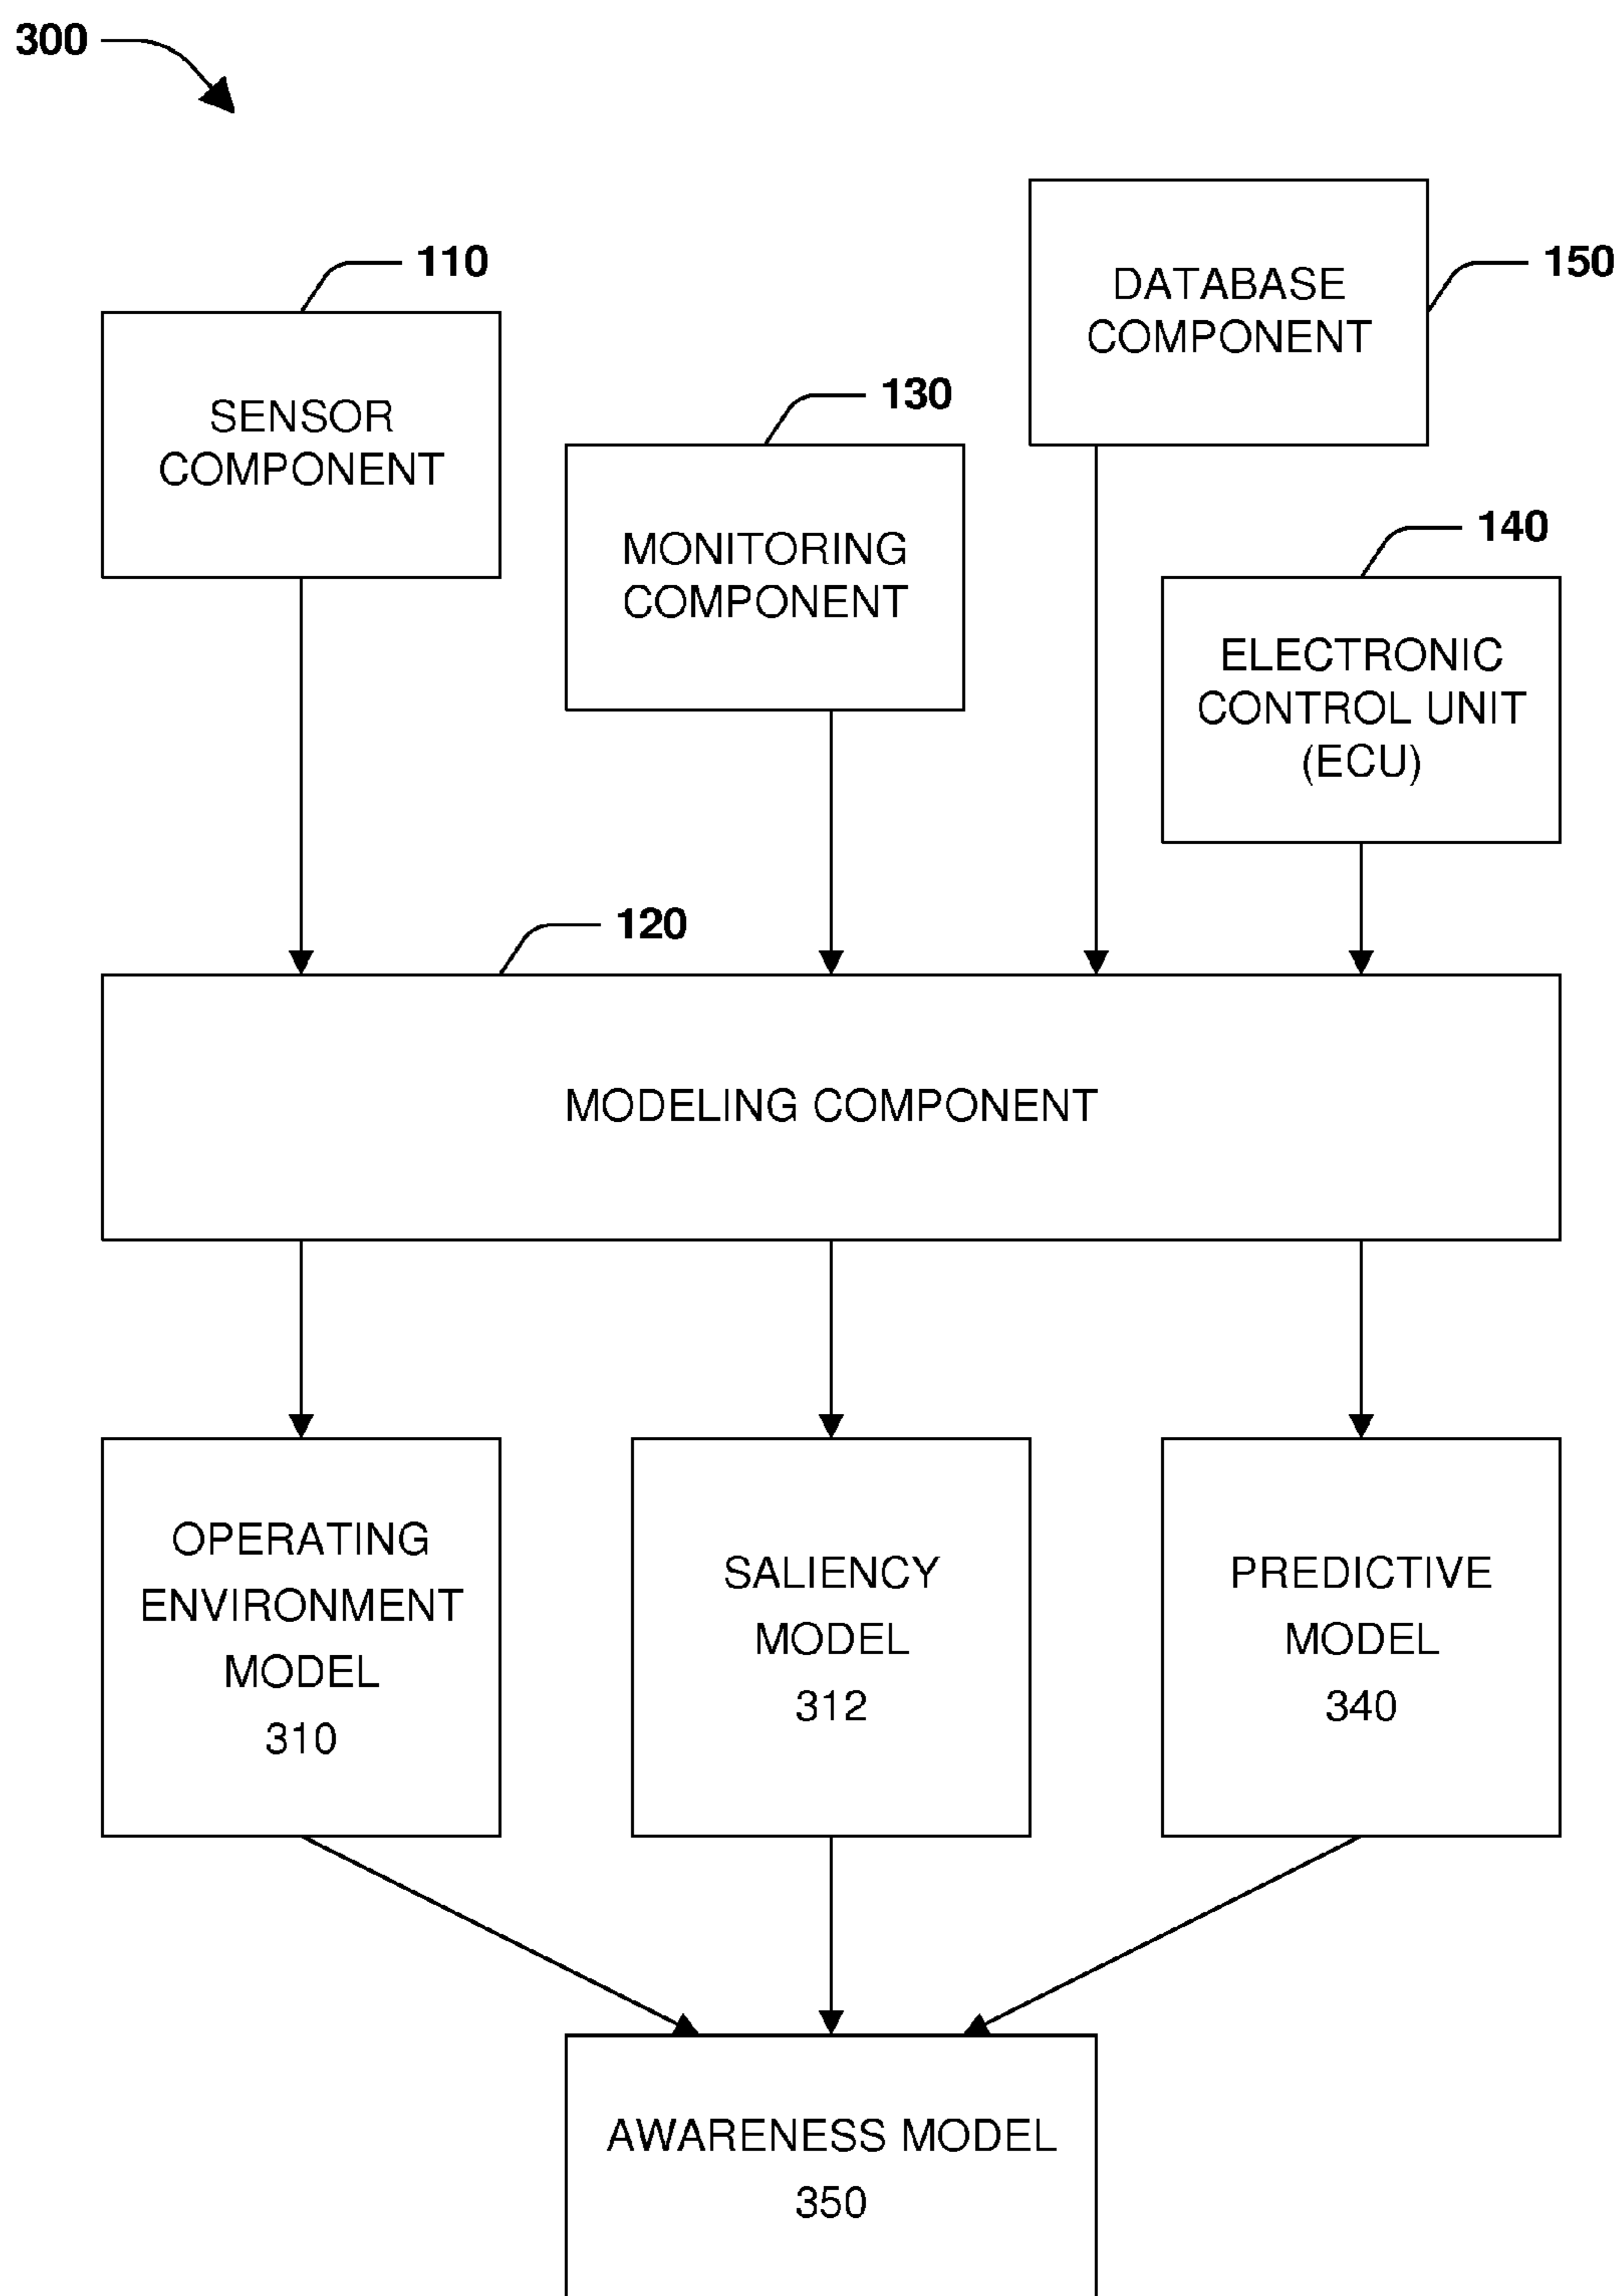 300
110
SENSOR
COMPONENT
130
MONITORING
COMPONENT
DATABASE
COMPONENT
150
140
ELECTRONIC
CONTROL UNIT
(ECU)
120
MODELING COMPONENT
OPERATING
ENVIRONMENT
MODEL
310
SALIENCY
MODEL
312
PREDICTIVE
MODEL
340
AWARENESS MODEL
350